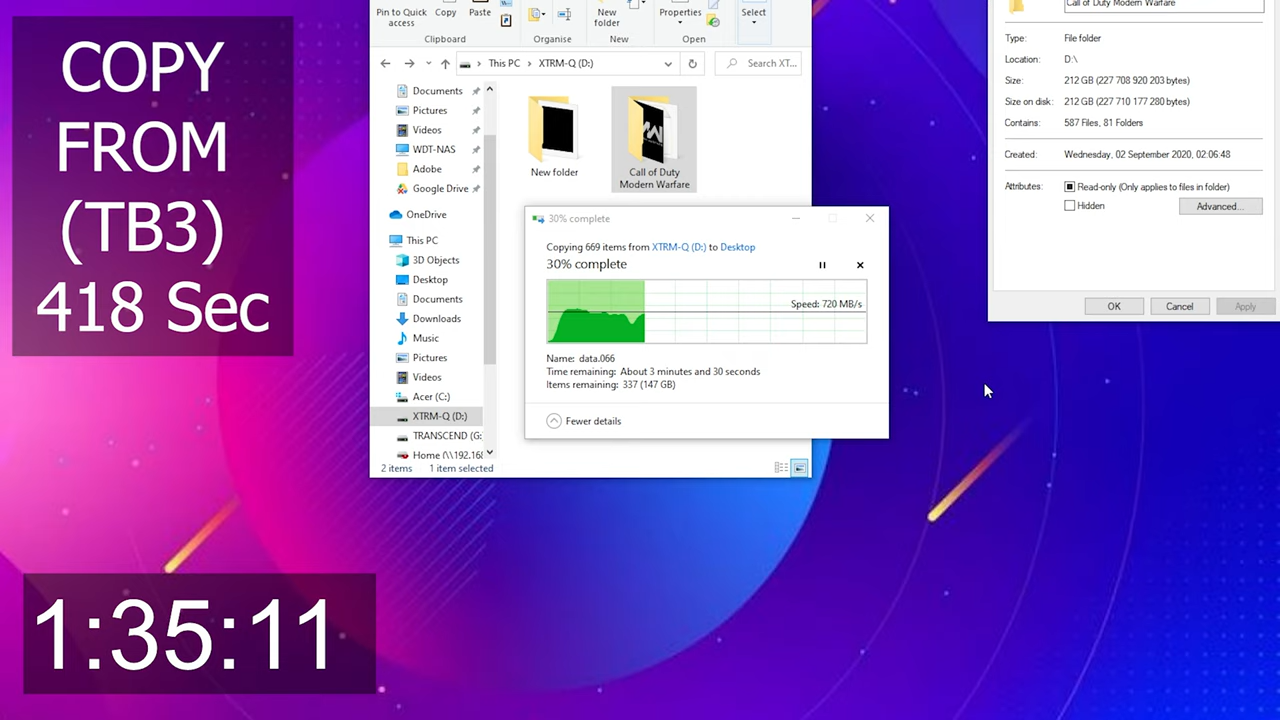 COPY
FROM
(TB3)
418 Sec
1:35:11
Pin to Quick access
Copy
Paste
Clipboard
Organise
New folder
New
Properties
Open
Select
This PC > XTRM-Q (D:)
Search XT...
Documents
Pictures
Videos
WDT-NAS
Adobe
Google Drive
OneDrive
This PC
3D Objects
Desktop
Documents
Downloads
Music
Pictures
Videos
Acer (C:)
XTRM-Q (D:)
TRANSCEND (G:
Home (\\192.168
2 items 1 item selected
New folder
Call of Duty
Modern Warfare
30% complete
Copying 669 items from XTRM-Q (D:) to Desktop
30% complete
Speed: 720 MB/s
Name: data.066
Time remaining: About 3 minutes and 30 seconds
Items remaining: 337 (147 GB)
Fewer details
Call of Duty Modern Warfare
Type: File folder
Location: D:\
Size: 212 GB (227 708 920 203 bytes)
Size on disk: 212 GB (227 710 177 280 bytes)
Contains: 587 Files, 81 Folders
Created: Wednesday, 02 September 2020, 02:06:48
Attributes: Read-only (Only applies to files in folder)
Hidden
Advanced...
OK
Cancel
Apply